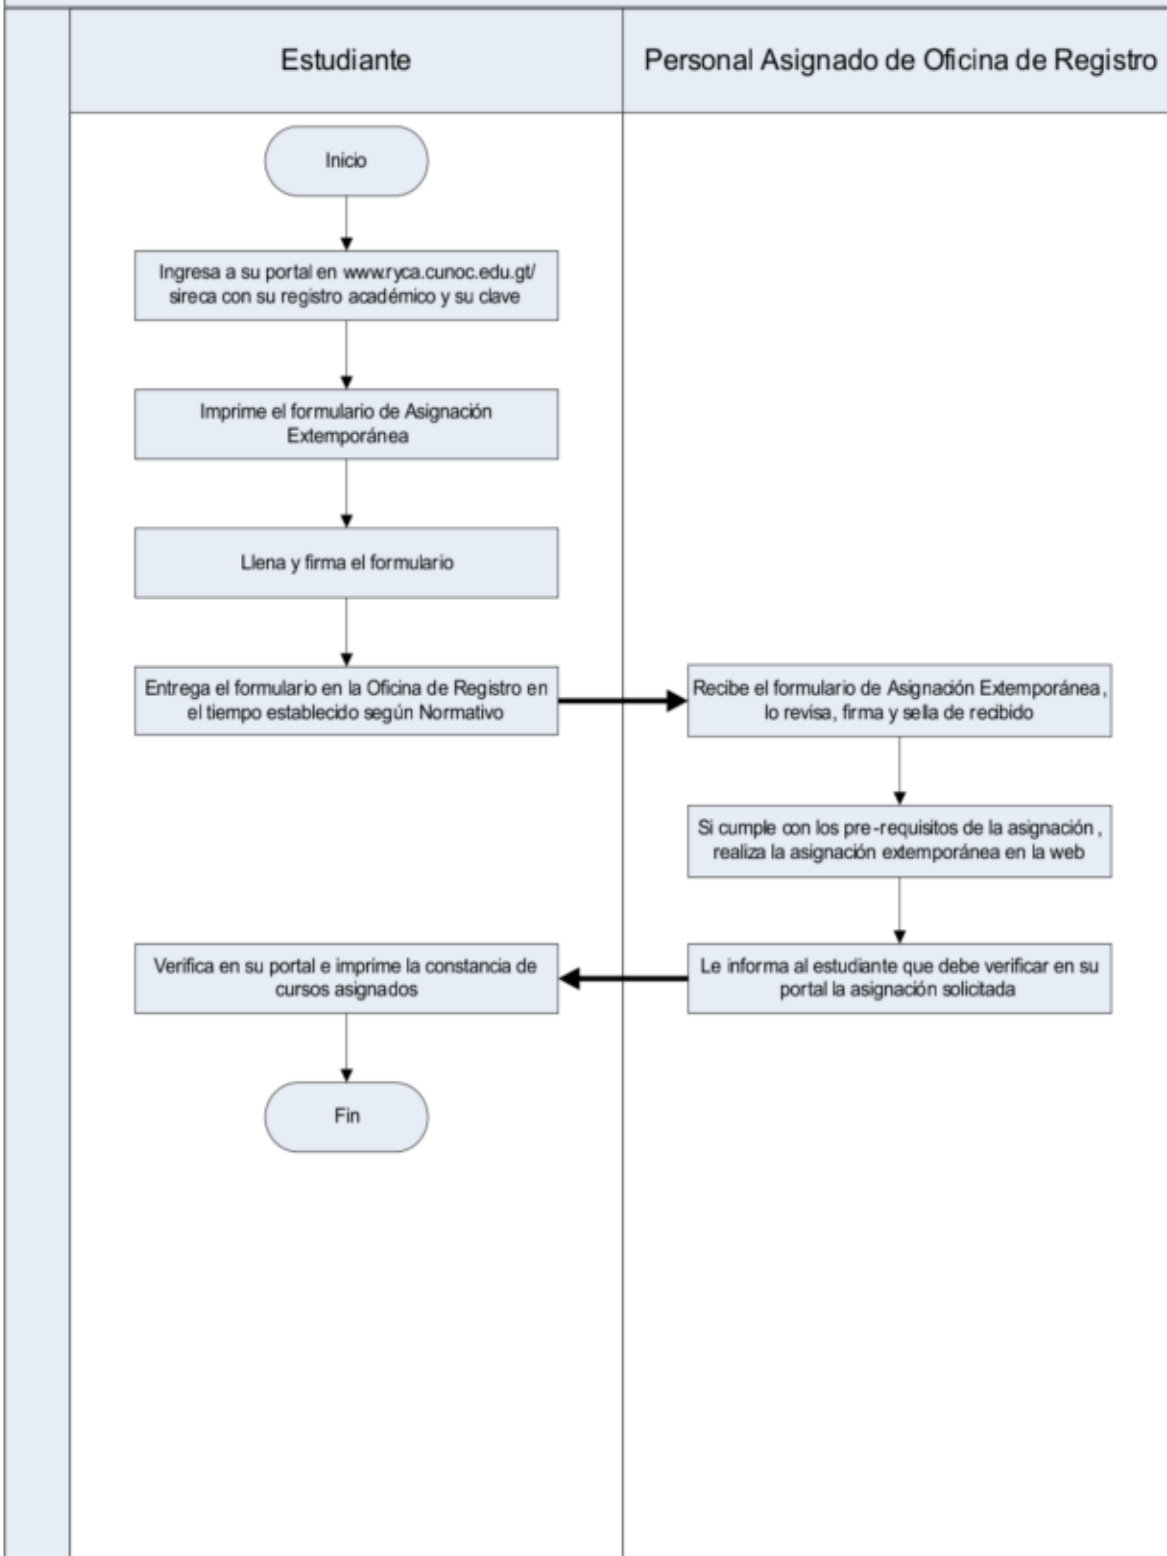 Estudiante
Personal Asignado de Oficina de Registro
Inicio
Ingresa a su portal en www.ryca.cunoc.edu.gt/
sireca con su registro académico y su clave
Imprime el formulario de Asignación
Extemporánea
Llena y firma el formulario
Entrega el formulario en la Oficina de Registro en
el tiempo establecido según Normativo
Recibe el formulario de Asignación Extemporánea,
lo revisa, firma y sella de recibido
Si cumple con los pre-requisitos de la asignación,
realiza la asignación extemporánea en la web
Le informa al estudiante que debe verificar en su
portal la asignación solicitada
Verifica en su portal e imprime la constancia de
cursos asignados
Fin